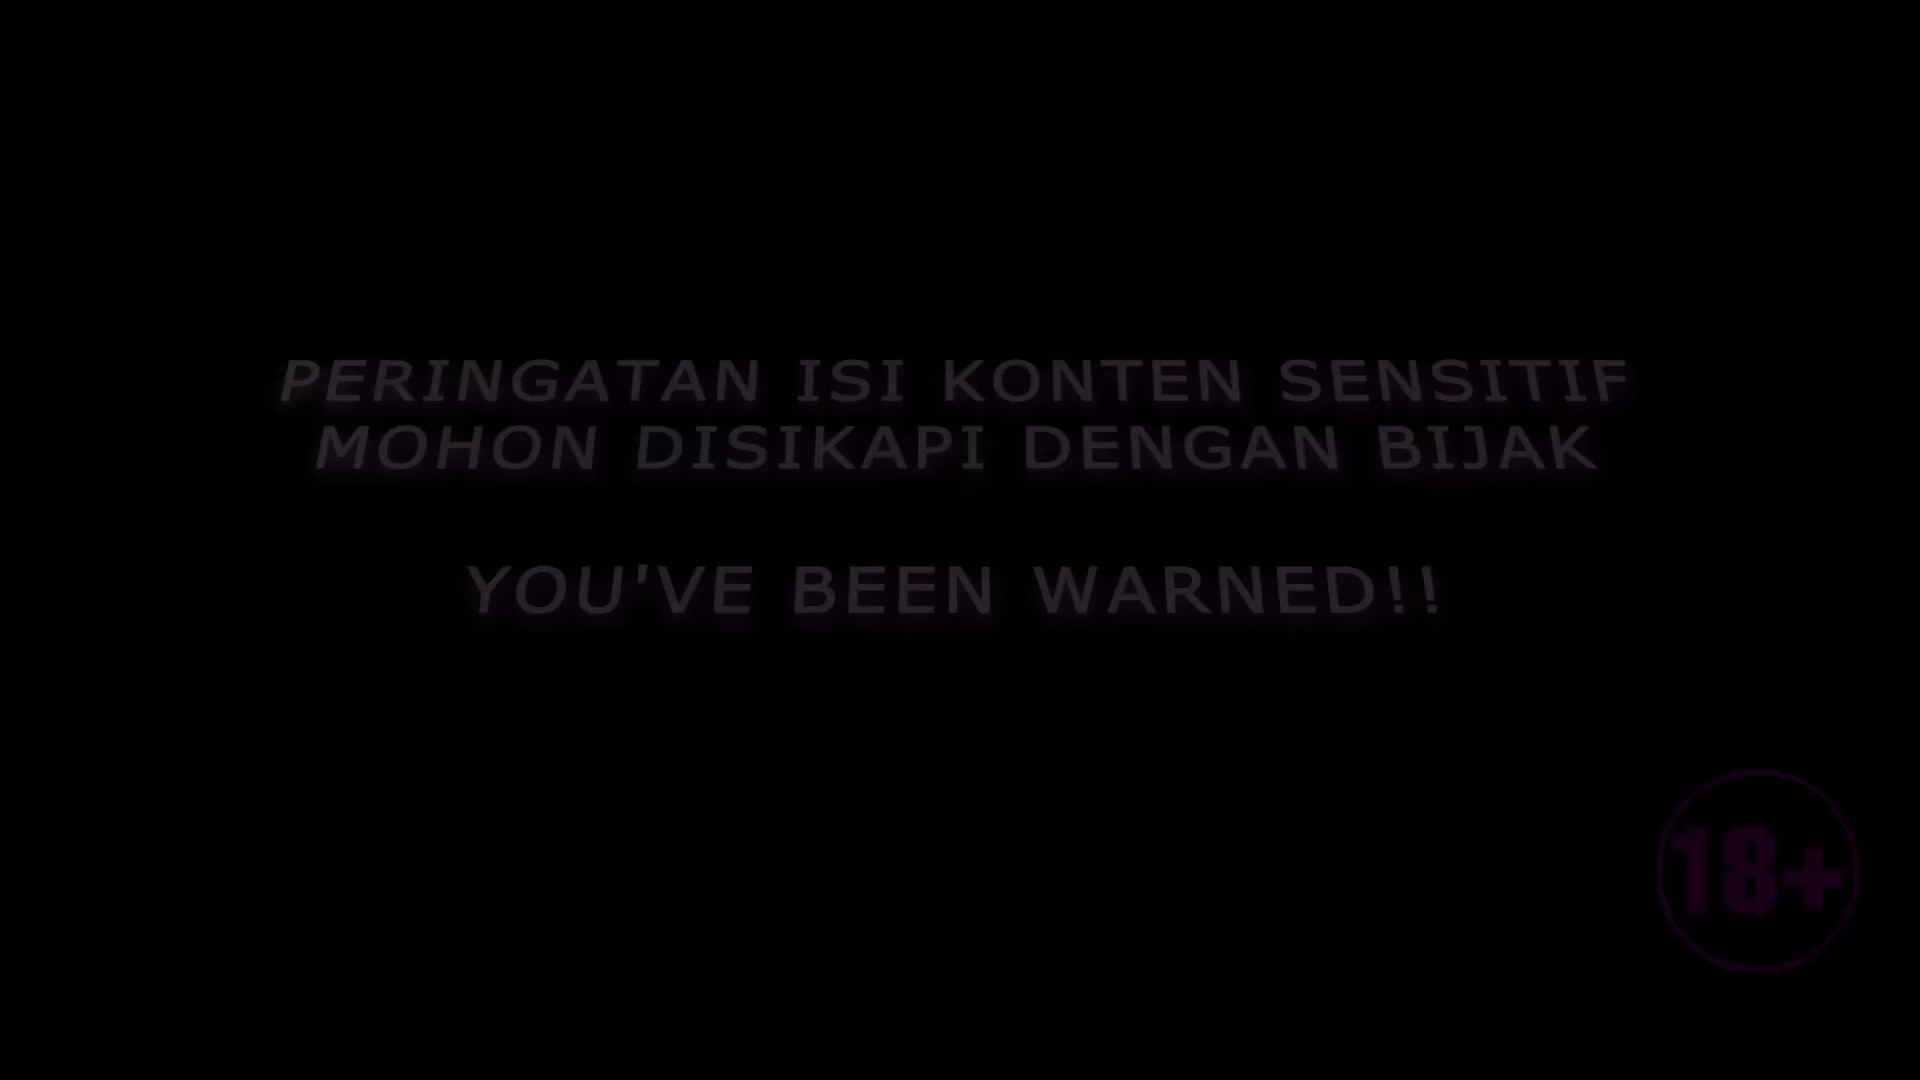 PERINGATAN ISI KONTEN SENSITIF
MOHON DISIKAPI DENGAN BIJAK
YOU'VE BEEN WARNED!!
18+